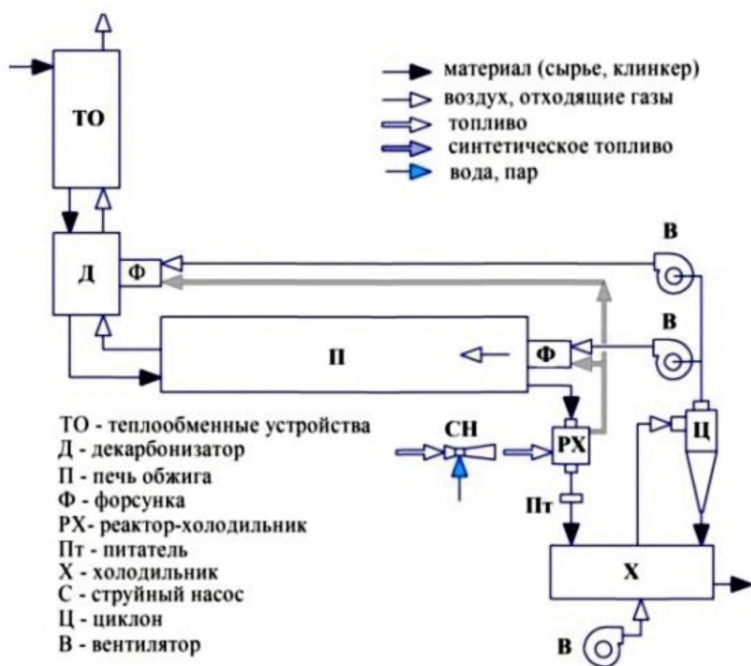 ТО
материал (сырье, клинкер)
воздух, отходящие газы
топливо
синтетическое топливо
вода, пар
В
Д
Ф
В
П
Ф
ТО - теплообменные устройства
Д - декарбонизатор
П - печь обжига
Ф - форсунка
РХ- реактор-холодильник
Пт - питатель
Х - холодильник
С - струйный насос
Ц - циклон
В - вентилятор
СН
РХ
Ц
Пт
Х
В